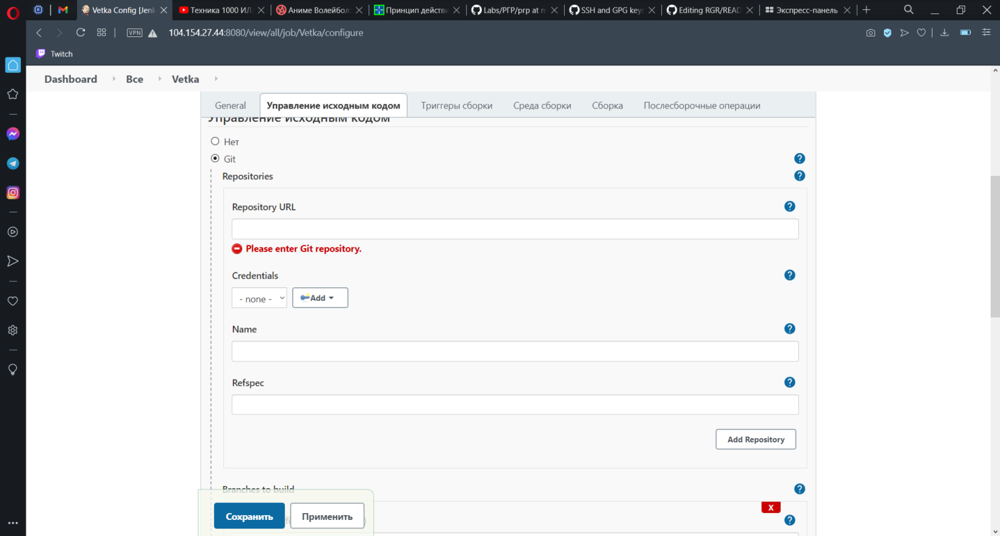 Vetka Config [Jenk
Техника 1000 ИЛ
Аниме Волейбол
Принцип действи
Labs/РГР/prp at m
SSH and GPG keys
Editing RGR/READ
Экспресс-панель
VPN
104.154.27.44:8080/view/all/job/Vetka/configure
Twitch
Dashboard
Все
Vetka
General
Управление исходным кодом
Триггеры сборки
Среда сборки
Сборка
Послесборочные операции
Управление исходным кодом
Нет
Git
?
Repositories
?
Repository URL
?
Please enter Git repository.
Credentials
?
- none -
Add
Name
?
Refspec
?
Add Repository
Branches to build
?
X
Сохранить
Применить
?